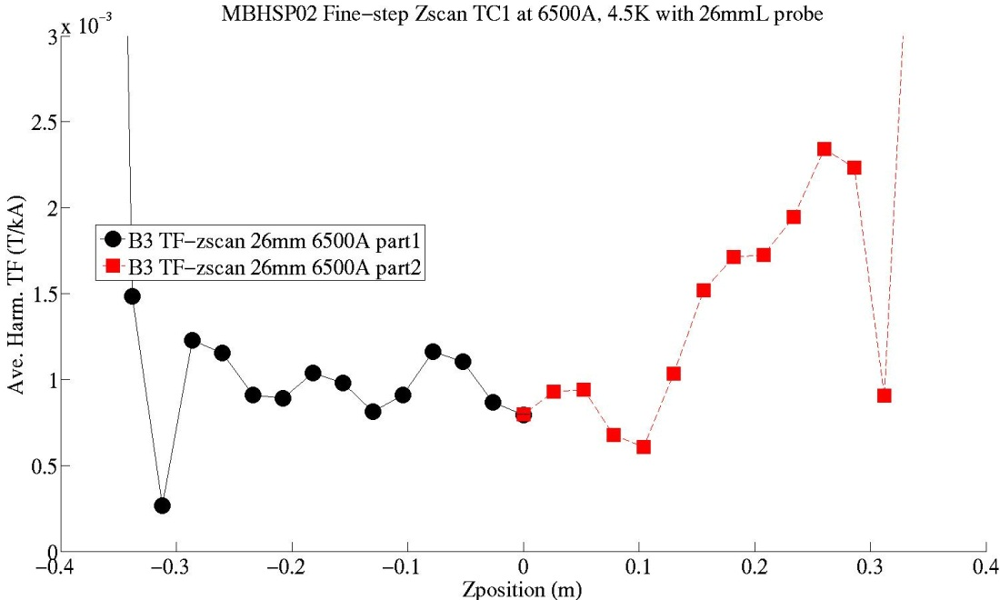 MBHSP02 Fine−step Zscan TC1 at 6500A, 4.5K with 26mmL probe
x 10−3
3
2.5
2
1.5
1
0.5
0
Ave. Harm. TF (T/kA)
B3 TF−zscan 26mm 6500A part1
B3 TF−zscan 26mm 6500A part2
−0.4 −0.3 −0.2 −0.1 0 0.1 0.2 0.3 0.4
Zposition (m)